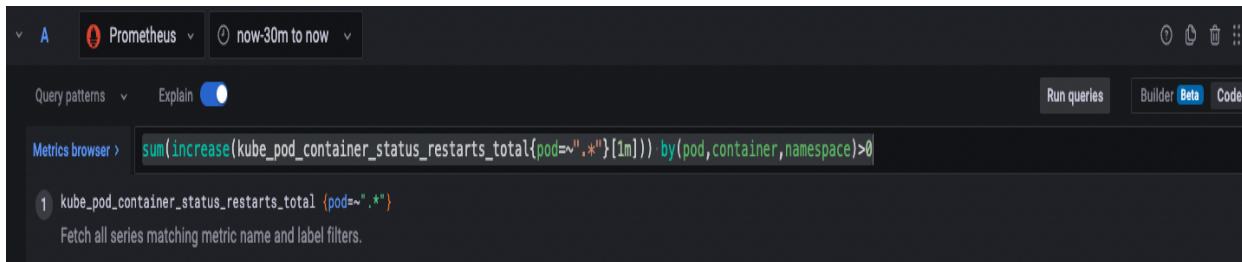 A Prometheus now-30m to now
Query patterns Explain Run queries Builder Beta Code
Metrics browser > sum(increase(kube_pod_container_status_restarts_total{pod=~".*"}[1m])) by(pod,container,namespace)>0
1 kube_pod_container_status_restarts_total {pod=~".*"}
Fetch all series matching metric name and label filters.